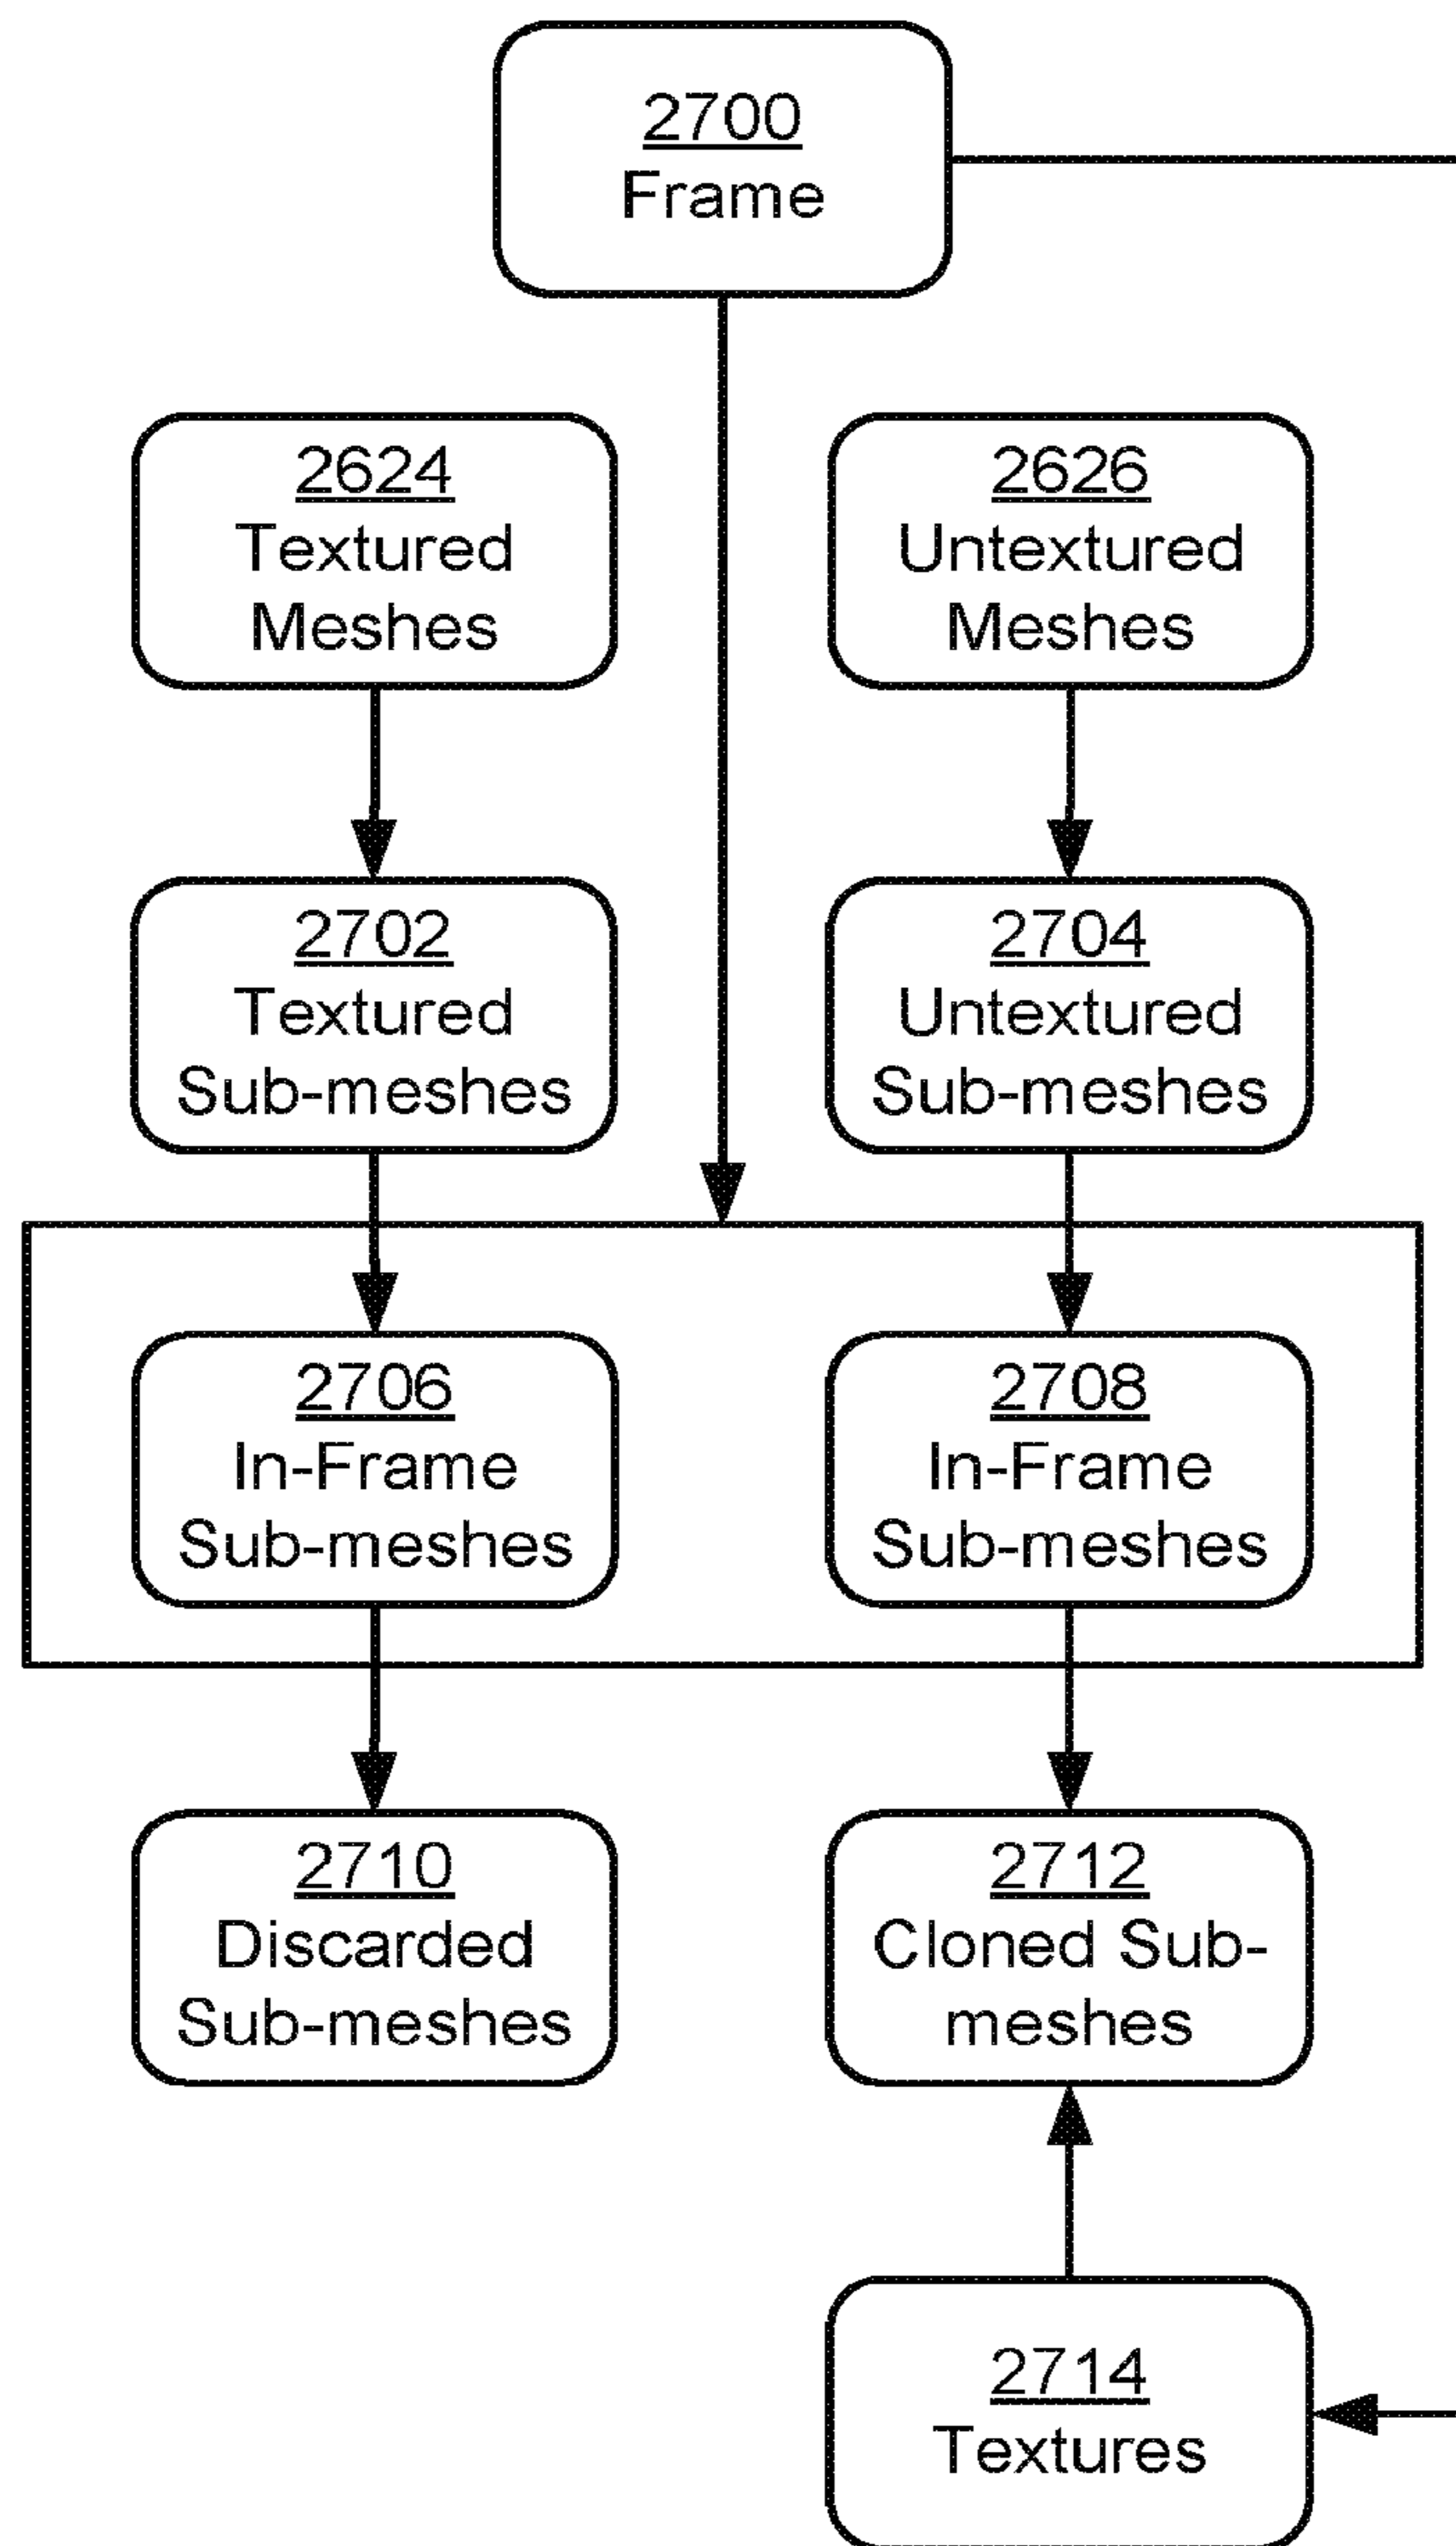 2700
Frame
2624
Textured
Meshes
2626
Untextured
Meshes
2702
Textured
Sub-meshes
2704
Untextured
Sub-meshes
2706
In-Frame
Sub-meshes
2708
In-Frame
Sub-meshes
2710
Discarded
Sub-meshes
2712
Cloned Sub-
meshes
2714
Textures